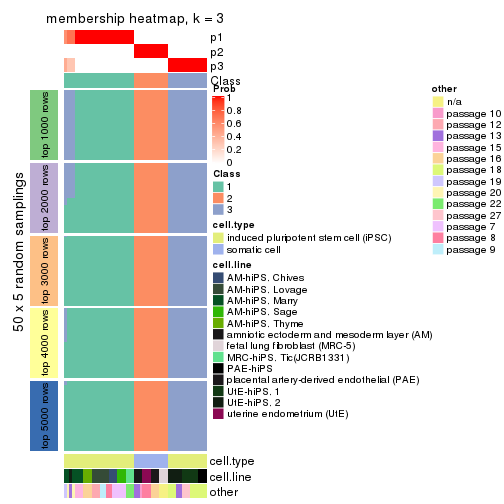 membership heatmap, k = 3
p1
p2
p3
Class
50 x 5 random samplings
top 1000 rows
top 2000 rows
top 3000 rows
top 4000 rows
top 5000 rows
cell.type
cell.line
other
Prob
1
0.8
0.6
0.4
0.2
0
Class
1
2
3
cell.type
induced pluripotent stem cell (iPSC)
somatic cell
cell.line
AM-hiPS. Chives
AM-hiPS. Lovage
AM-hiPS. Marry
AM-hiPS. Sage
AM-hiPS. Thyme
amniotic ectoderm and mesoderm layer (AM)
fetal lung fibroblast (MRC-5)
MRC-hiPS. Tic(JCRB1331)
PAE-hiPS
placental artery-derived endothelial (PAE)
UtE-hiPS. 1
UtE-hiPS. 2
uterine endometrium (UtE)
other
n/a
passage 10
passage 12
passage 13
passage 15
passage 16
passage 18
passage 19
passage 20
passage 22
passage 27
passage 7
passage 8
passage 9